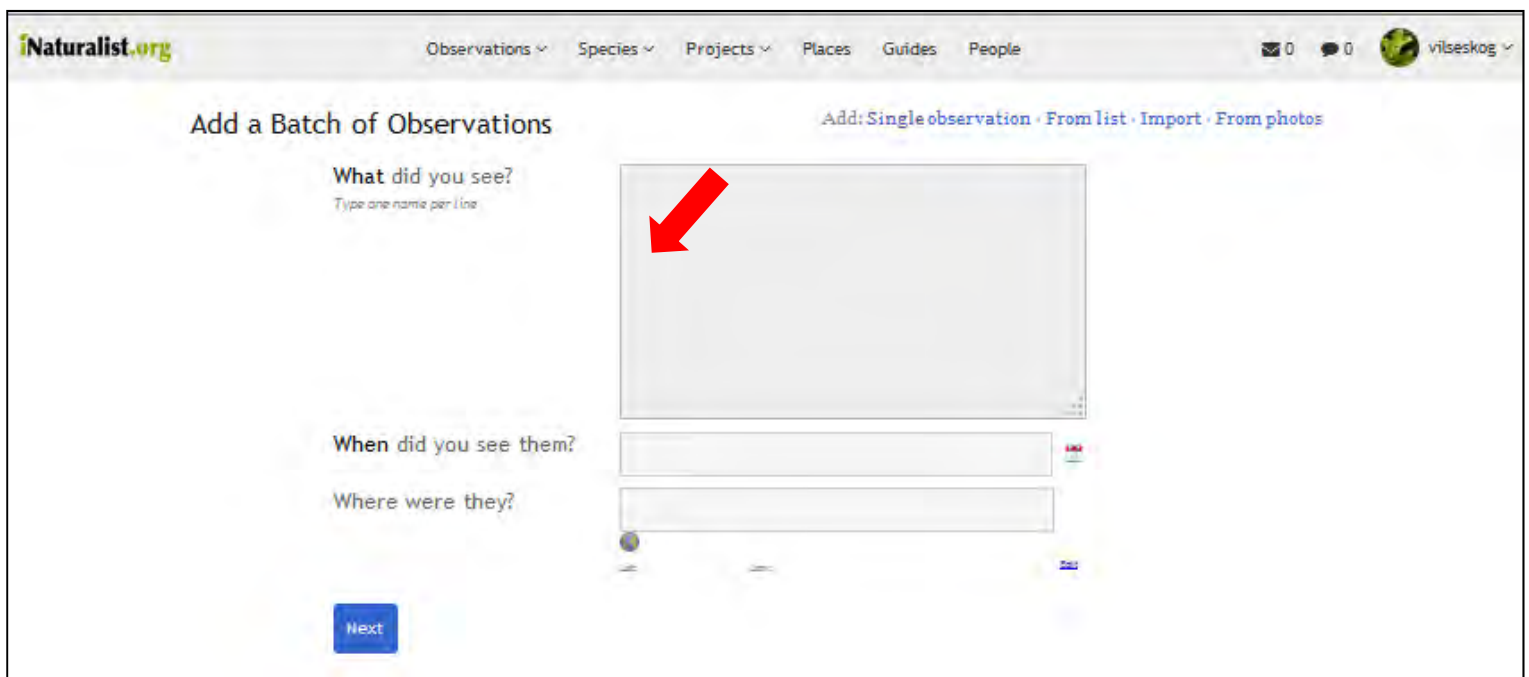 iNaturalist.org Observations Species Projects Places Guides People 0 0 vilseskog
Add a Batch of Observations Add: Single observation · From list · Import · From photos
What did you see?
Type one name per line
When did you see them?
Where were they?
Next